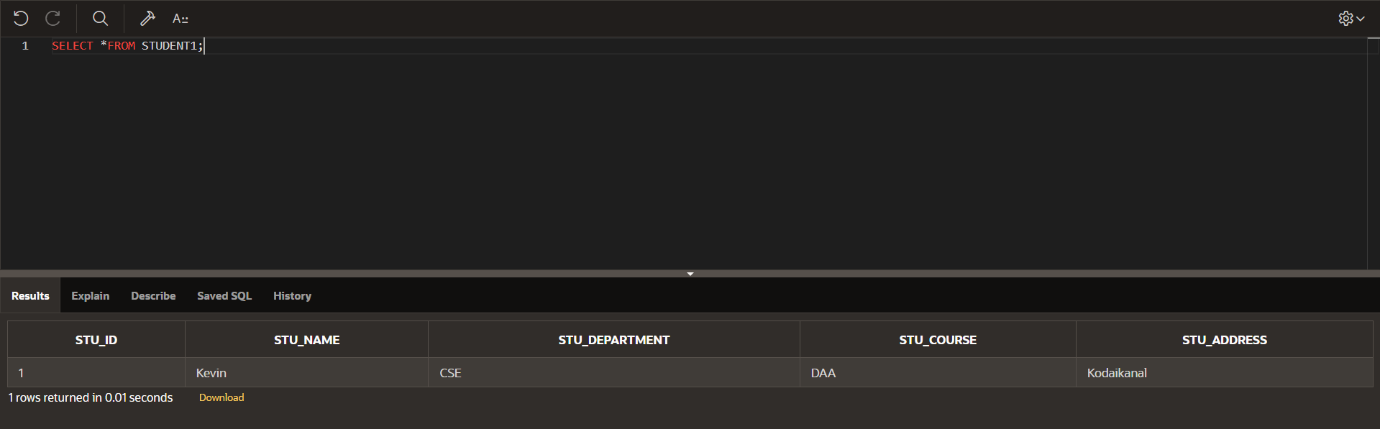 A
1 SELECT *FROM STUDENT1;
Results Explain Describe Saved SQL History
STU_ID STU_NAME STU_DEPARTMENT STU_COURSE STU_ADDRESS
1 Kevin CSE DAA Kodaikanal
1 rows returned in 0.01 seconds Download